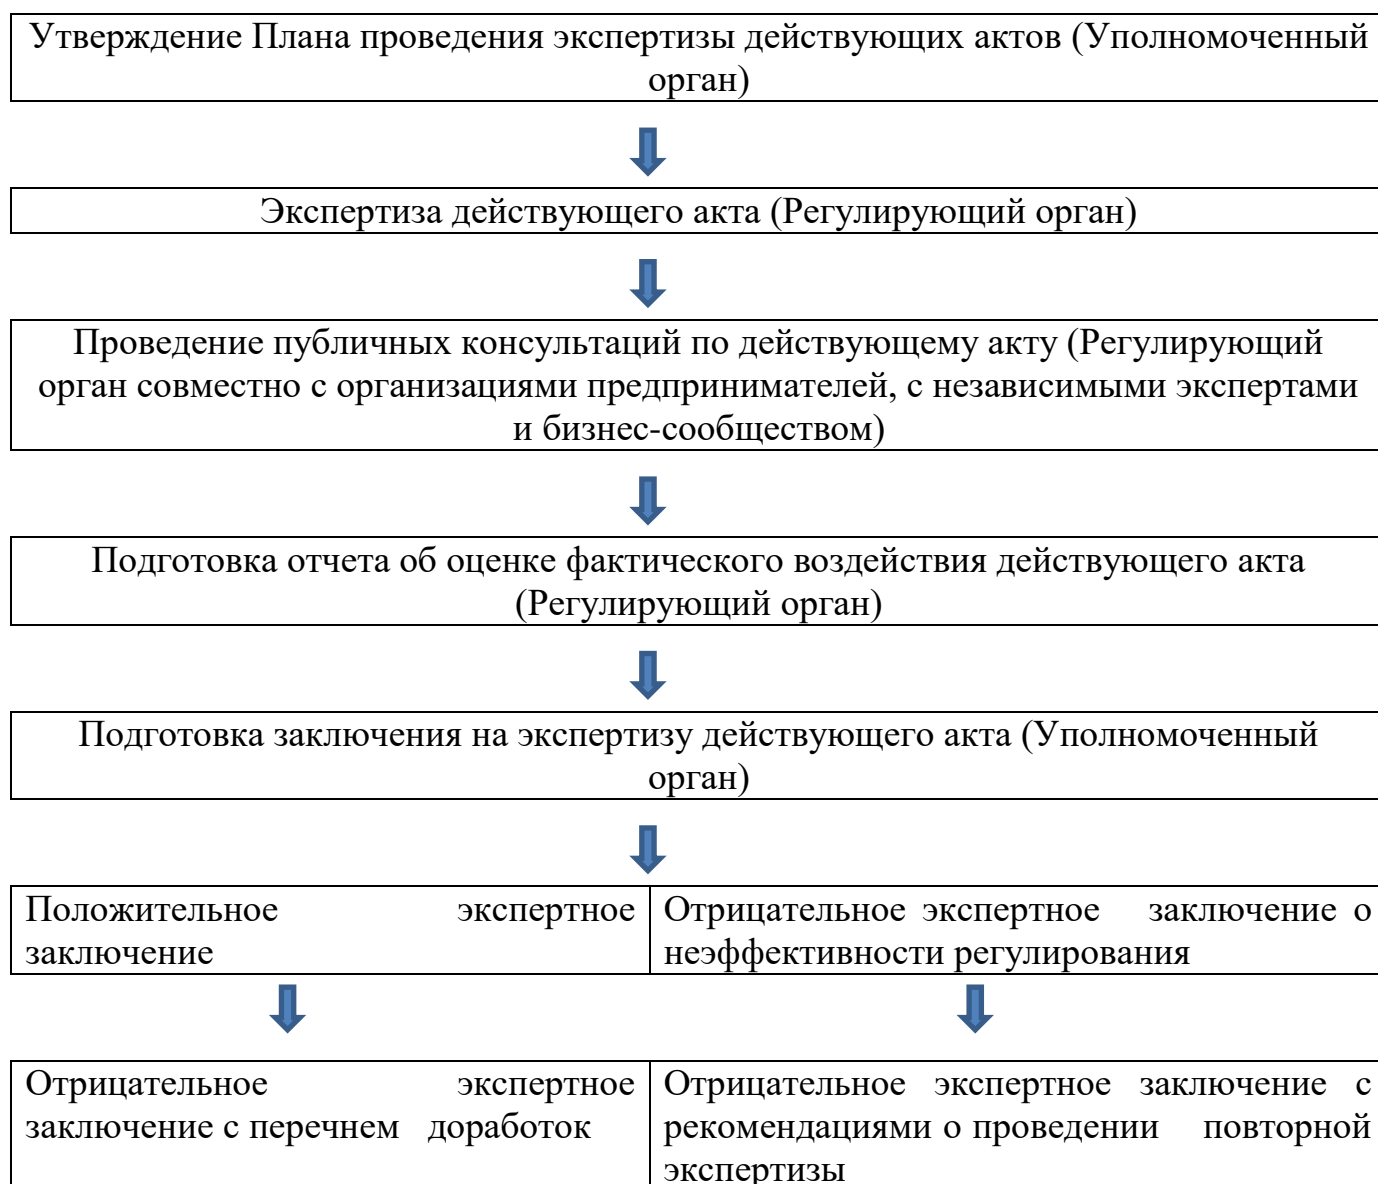 Утверждение Плана проведения экспертизы действующих актов (Уполномоченный
орган)
Экспертиза действующего акта (Регулирующий орган)
Проведение публичных консультаций по действующему акту (Регулирующий
орган совместно с организациями предпринимателей, с независимыми экспертами
и бизнес-сообществом)
Подготовка отчета об оценке фактического воздействия действующего акта
(Регулирующий орган)
Подготовка заключения на экспертизу действующего акта (Уполномоченный
орган)
Положительное экспертное
заключение
Отрицательное экспертное заключение о
неэффективности регулирования
Отрицательное экспертное
заключение с перечнем доработок
Отрицательное экспертное заключение с
рекомендациями о проведении повторной
экспертизы